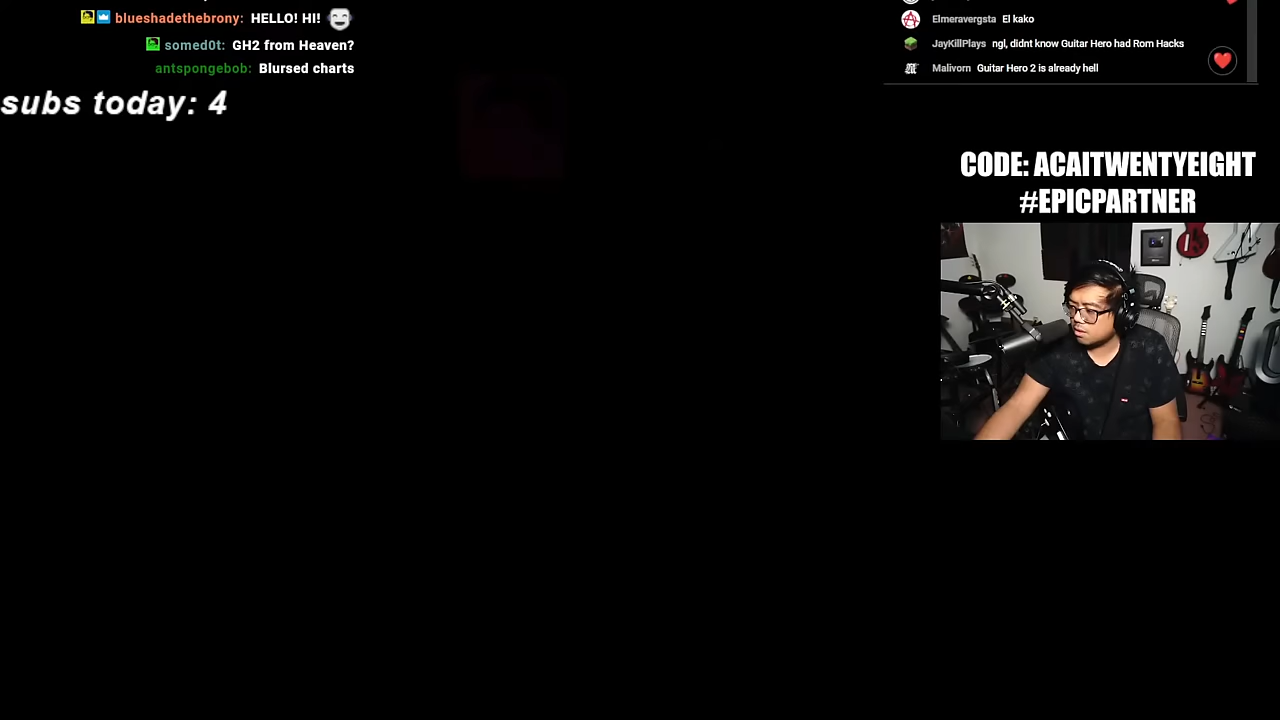 blueshadethebrony: HELLO! HI!
somed0t: GH2 from Heaven?
antspongebob: Blursed charts
subs today: 4
Elmeravergsta El kako
JayKillPlays ngl, didnt know Guitar Hero had Rom Hacks
Malivorn Guitar Hero 2 is already hell
CODE: ACAITWENTYEIGHT
#EPICPARTNER